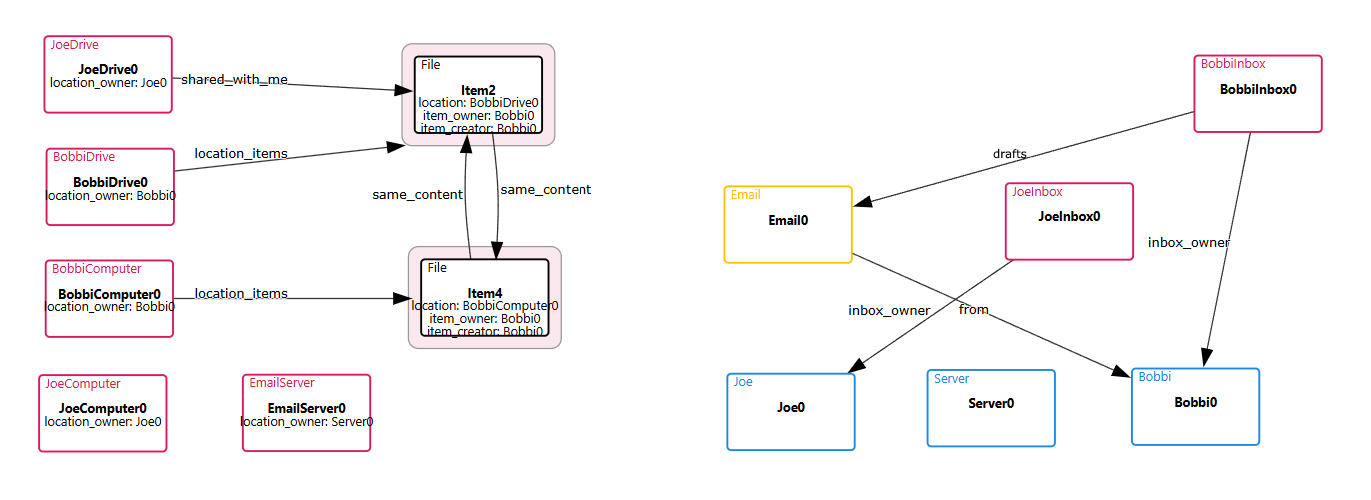 JoeDrive
JoeDrive0
location_owner: Joe0
shared_with_me
File
Item2
location: BobbiDrive0
item_owner: Bobbi0
item_creator: Bobbi0
BobbiDrive
BobbiDrive0
location_owner: Bobbi0
location_items
same_content
same_content
BobbiComputer
BobbiComputer0
location_owner: Bobbi0
location_items
File
Item4
location: BobbiComputer0
item_owner: Bobbi0
item_creator: Bobbi0
JoeComputer
JoeComputer0
location_owner: Joe0
EmailServer
EmailServer0
location_owner: Server0
BobbiInbox
BobbiInbox0
drafts
Email
Email0
JoeInbox
JoeInbox0
inbox_owner
inbox_owner
from
Joe
Joe0
Server
Server0
Bobbi
Bobbi0